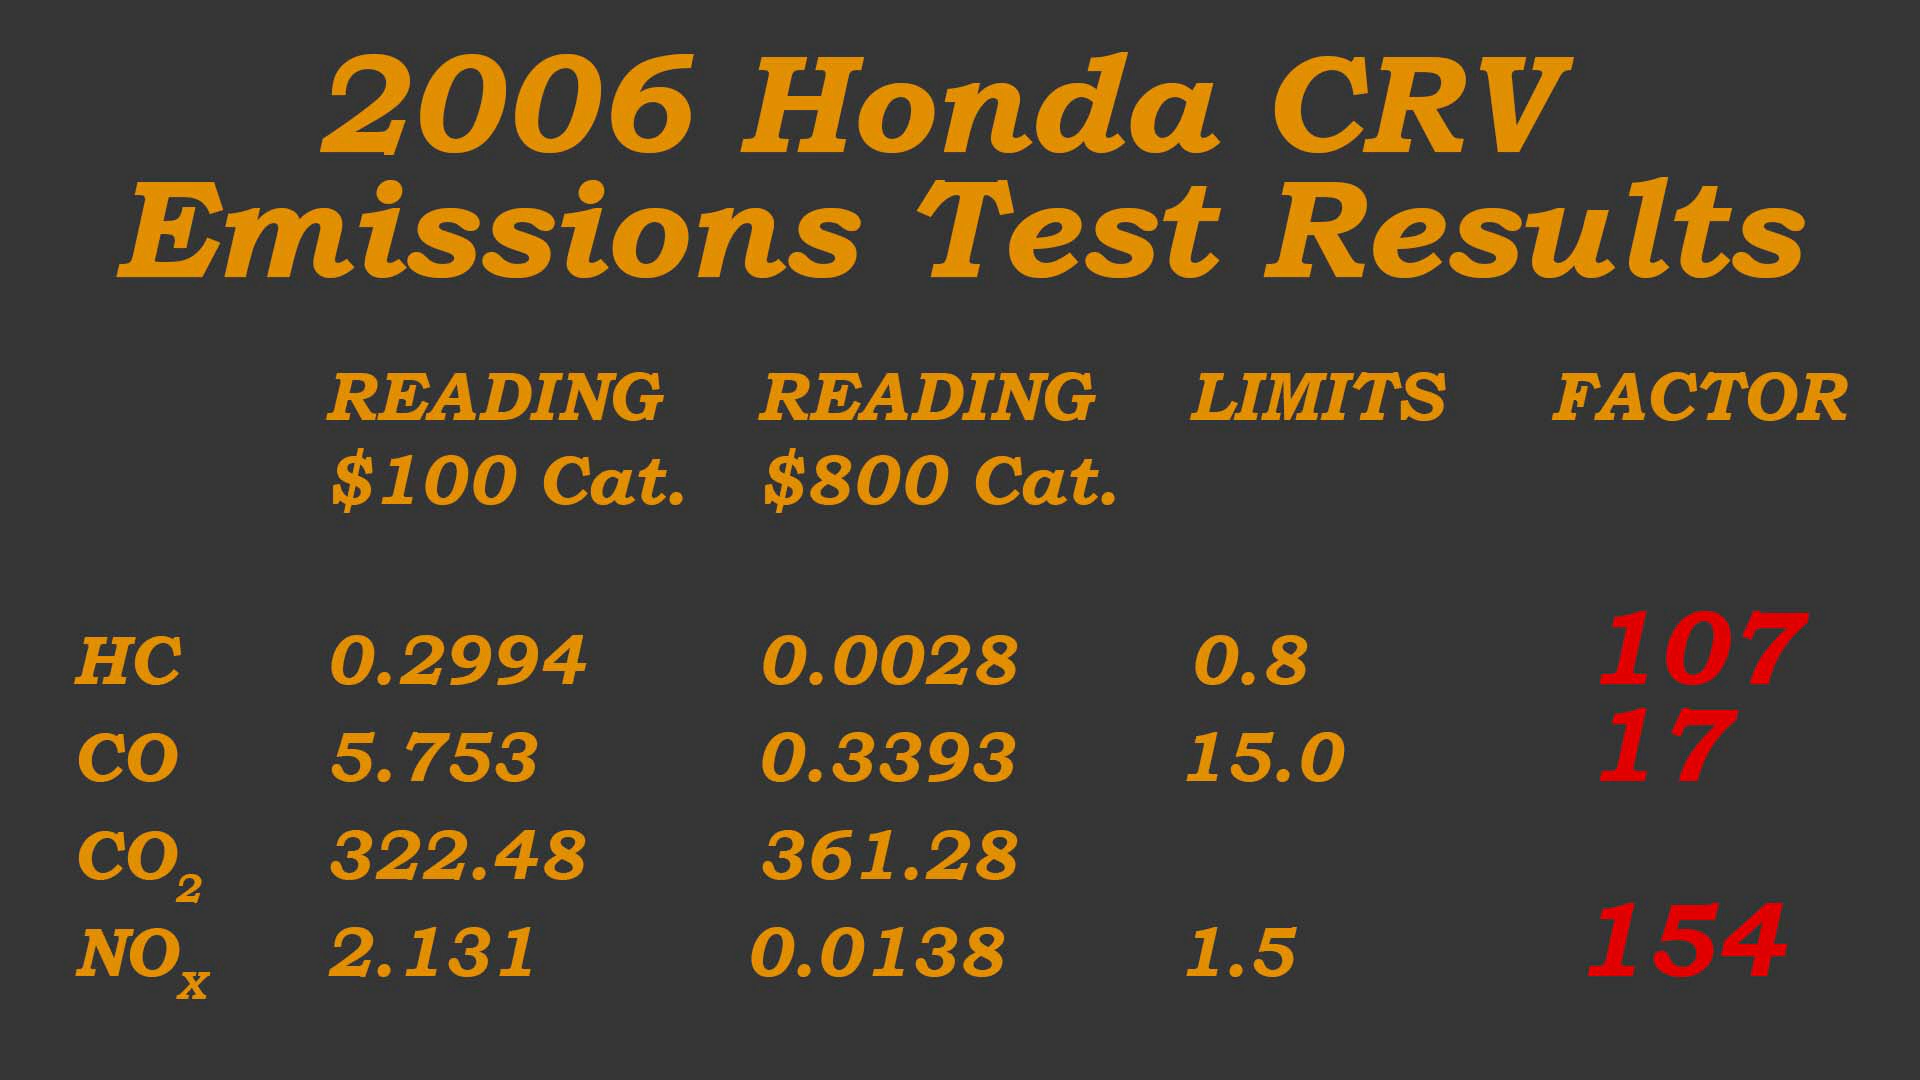 2006 Honda CRV
Emissions Test Results
READING READING LIMITS FACTOR
$100 Cat. $800 Cat.
HC 0.2994 0.0028 0.8 107
CO 5.753 0.3393 15.0 17
CO₂ 322.48 361.28
NOₓ 2.131 0.0138 1.5 154